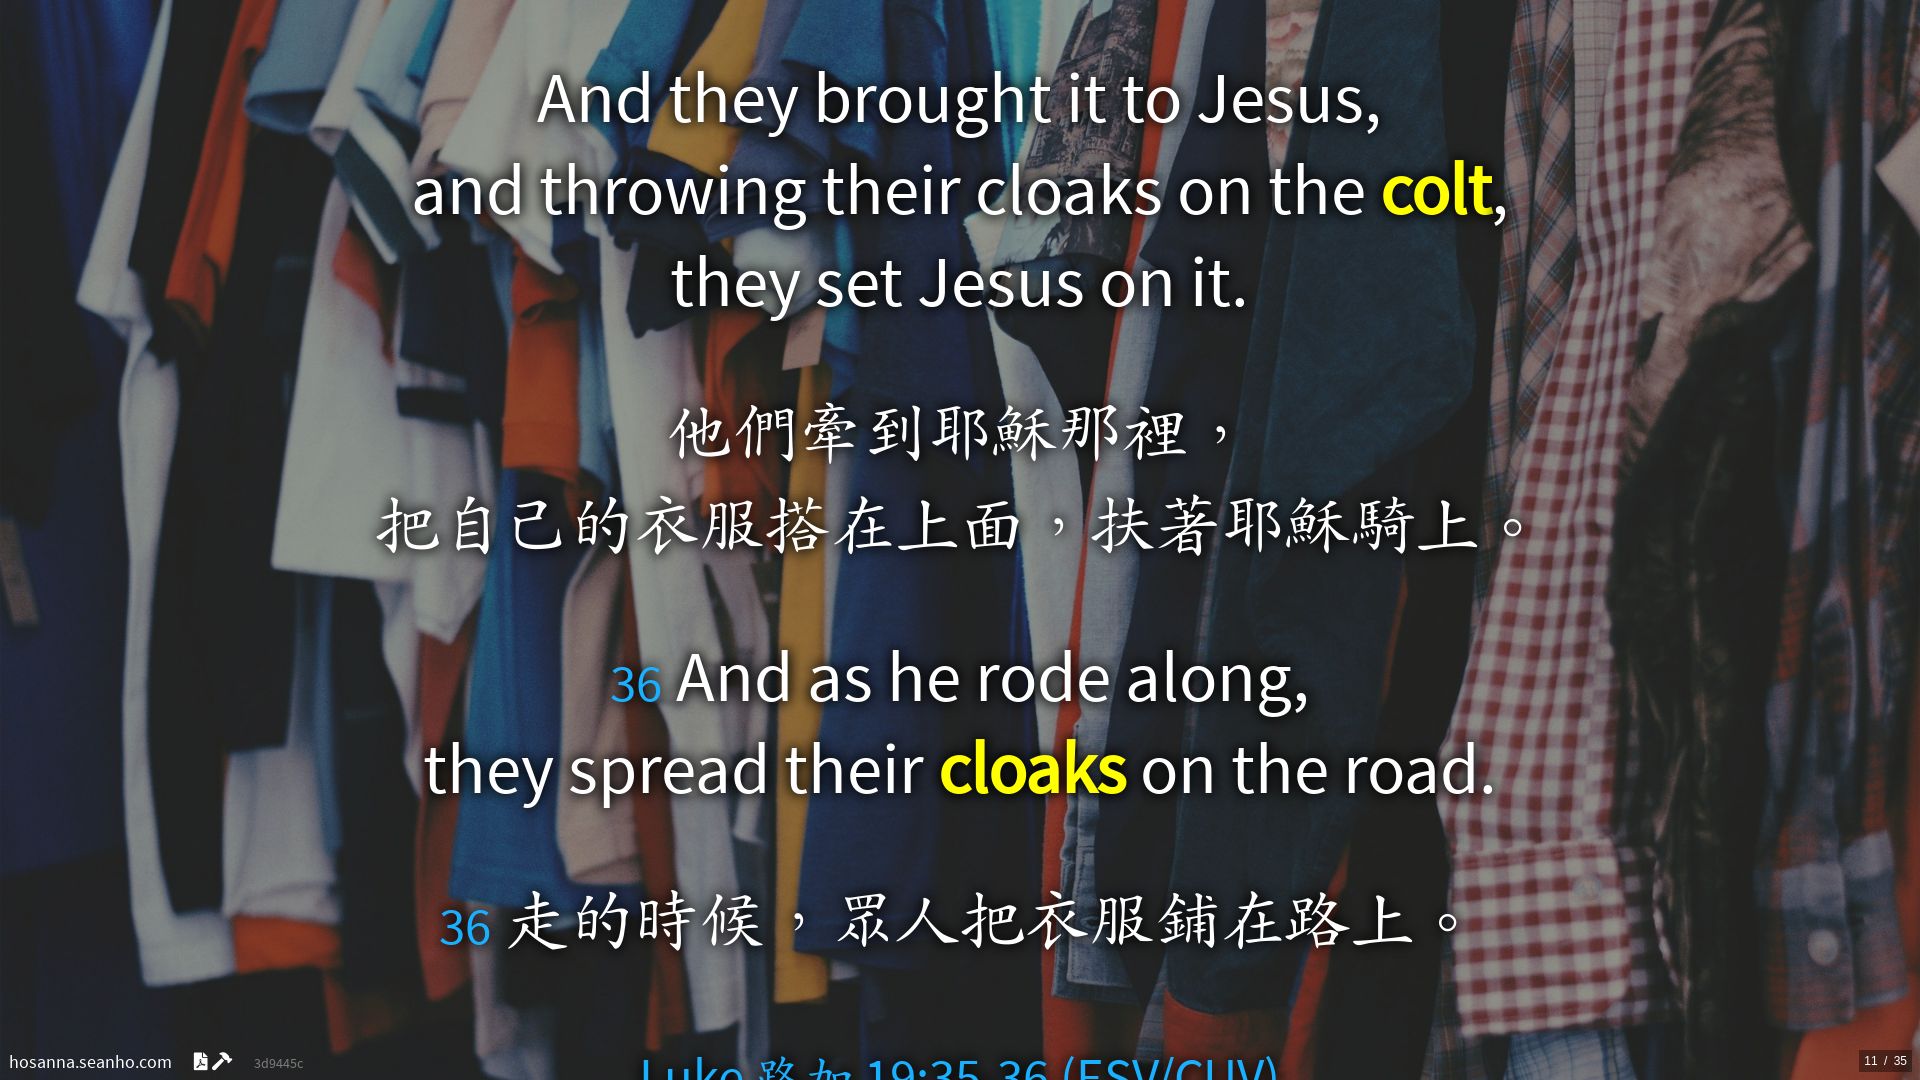 And they brought it to Jesus,
and throwing their cloaks on the colt,
they set Jesus on it.
他們牽到耶穌那裡，
把自己的衣服搭在上面，扶著耶穌騎上。
36 And as he rode along,
they spread their cloaks on the road.
36 走的時候，眾人把衣服鋪在路上。
Luke 路加 19:35-36 (ESV/CUV)
hosanna.seanho.com 3d9445c
11 / 35